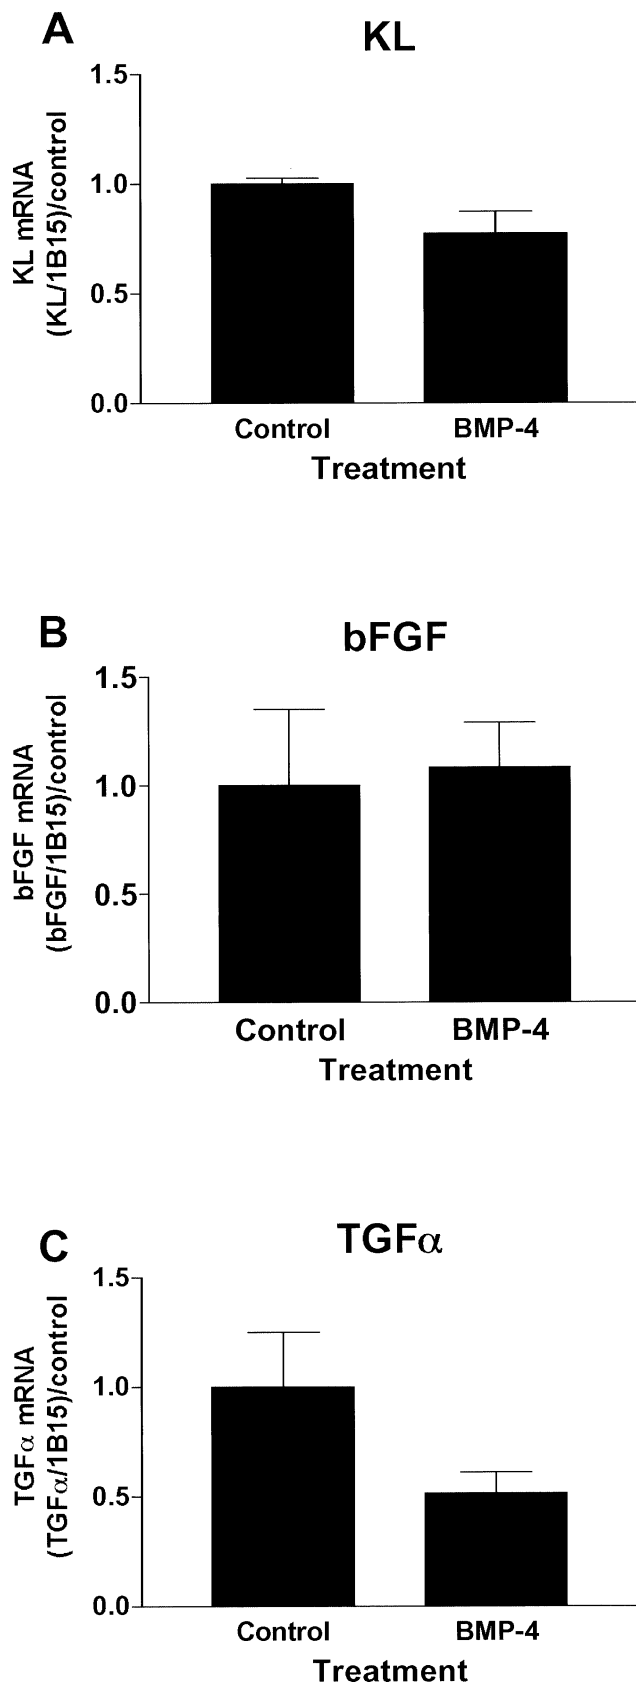 A
KL
KL mRNA
(KL/1B15)/control
1.5
1.0
0.5
0.0
Control
BMP-4
Treatment
B
bFGF
bFGF mRNA
(bFGF/1B15)/control
1.5
1.0
0.5
0.0
Control
BMP-4
Treatment
C
TGFα
TGFα mRNA
(TGFα/1B15)/control
1.5
1.0
0.5
0.0
Control
BMP-4
Treatment